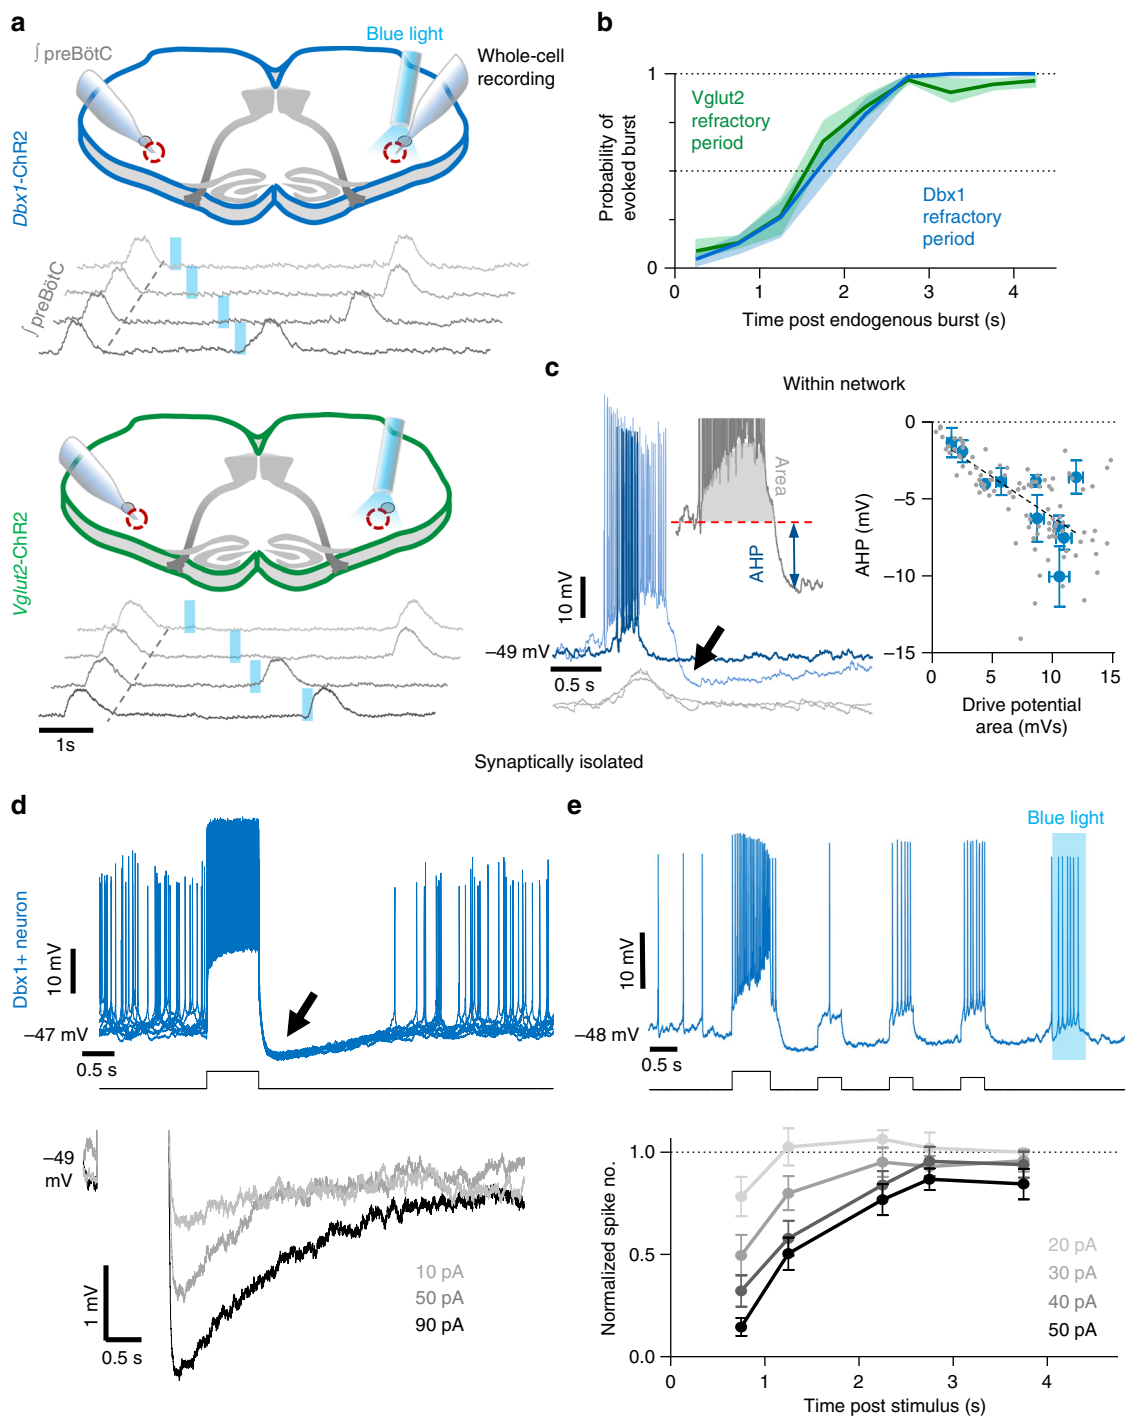 a
∫ preBötC
Blue light
Whole-cell
recording
Dbx1-ChR2
∫ preBötC
Vglut2-ChR2
1s
b
Probability of
evoked burst
1
0
Vglut2
refractory
period
Dbx1
refractory
period
0 1 2 3 4
Time post endogenous burst (s)
c
Within network
10 mV
−49 mV
0.5 s
Area
AHP
AHP (mV)
0
−5
−10
−15
0 5 10 15
Drive potential
area (mVs)
Synaptically isolated
d
Dbx1+ neuron
10 mV
−47 mV
0.5 s
−49
mV
1 mV
0.5 s
10 pA
50 pA
90 pA
e
Blue light
10 mV
−48 mV
0.5 s
Normalized spike no.
1.0
0.5
0.0
20 pA
30 pA
40 pA
50 pA
0 1 2 3 4
Time post stimulus (s)